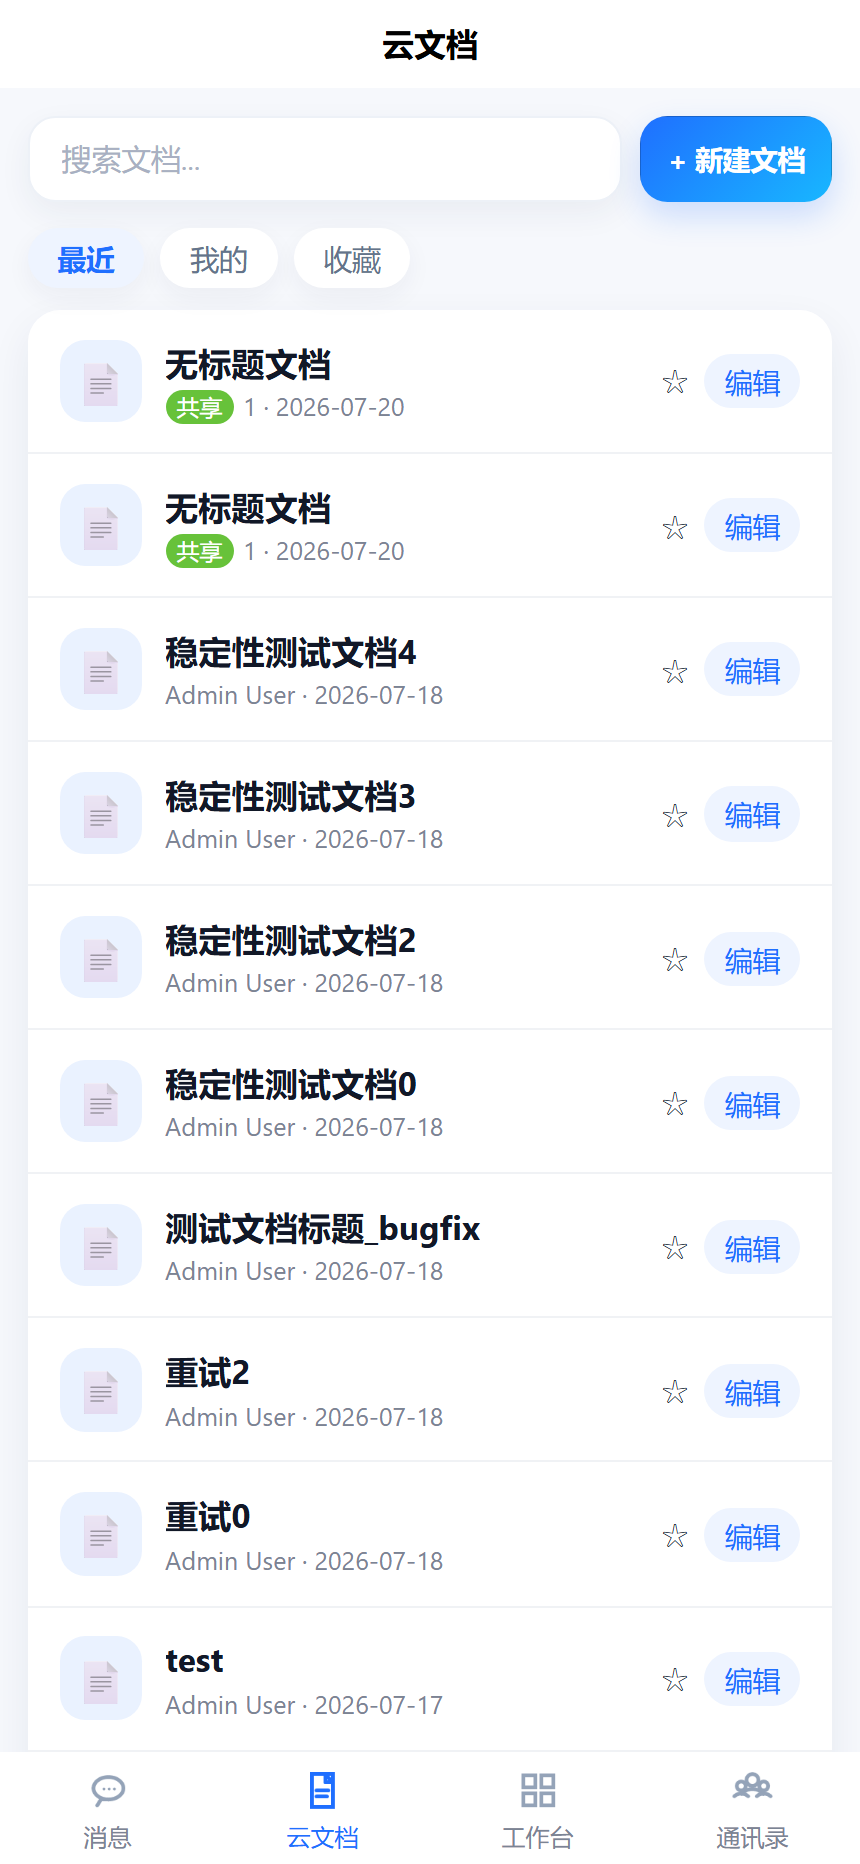 云文档
搜索文档...
+ 新建文档
最近 我的 收藏
无标题文档
共享 1 · 2026-07-20
编辑
无标题文档
共享 1 · 2026-07-20
编辑
稳定性测试文档4
Admin User · 2026-07-18
编辑
稳定性测试文档3
Admin User · 2026-07-18
编辑
稳定性测试文档2
Admin User · 2026-07-18
编辑
稳定性测试文档0
Admin User · 2026-07-18
编辑
测试文档标题_bugfix
Admin User · 2026-07-18
编辑
重试2
Admin User · 2026-07-18
编辑
重试0
Admin User · 2026-07-18
编辑
test
Admin User · 2026-07-17
编辑
消息 云文档 工作台 通讯录